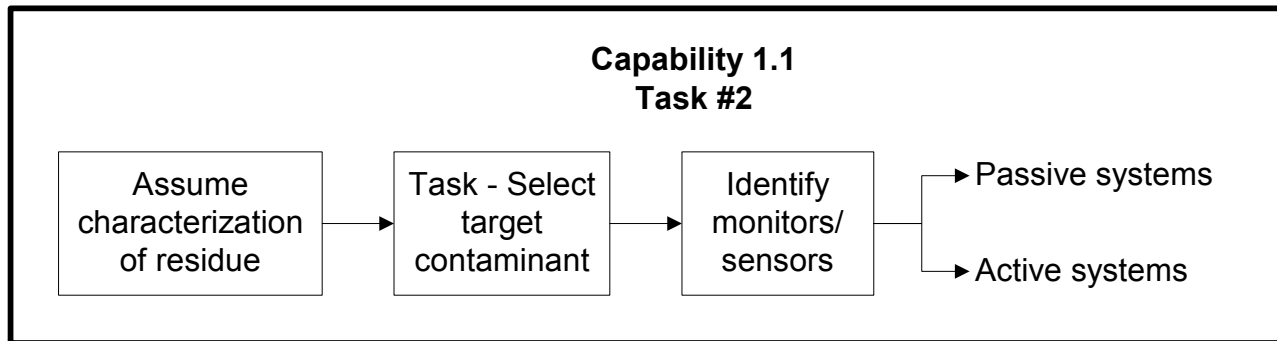 Capability 1.1
Task #2
Assume
characterization
of residue
Task - Select
target
contaminant
Identify
monitors/
sensors
Passive systems
Active systems